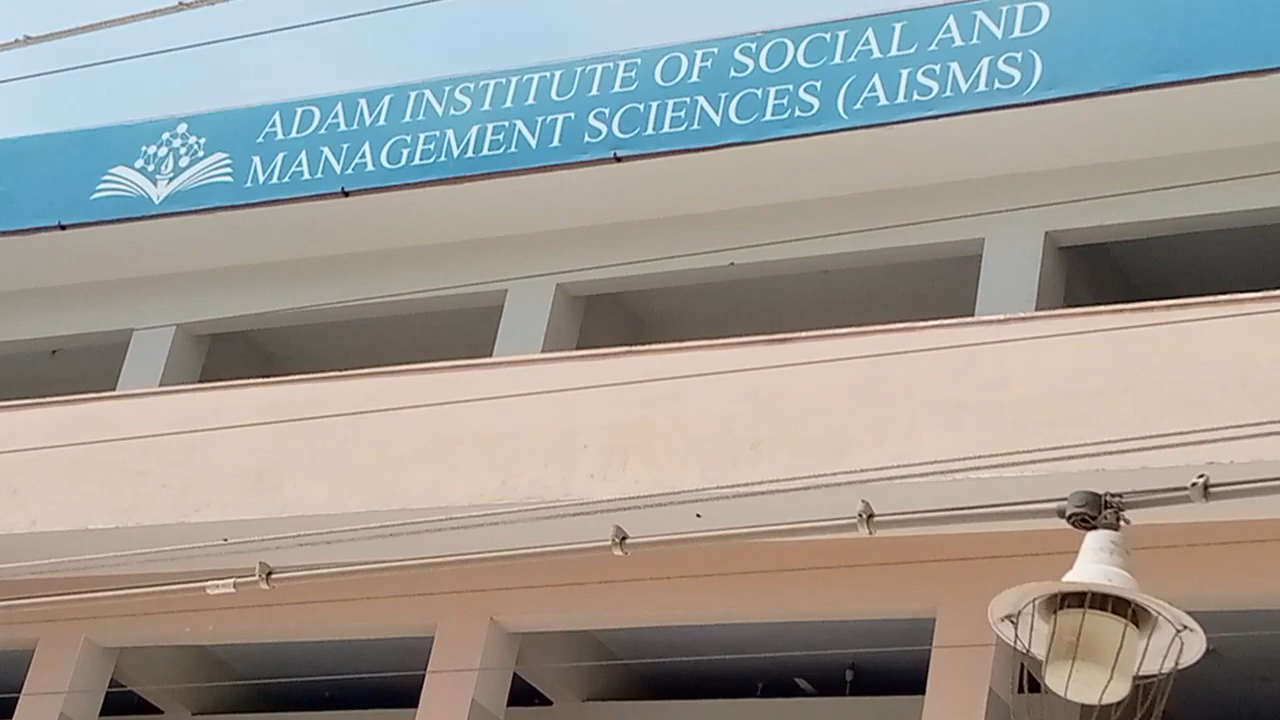 ADAM INSTITUTE OF SOCIAL AND
MANAGEMENT SCIENCES (AISMS)